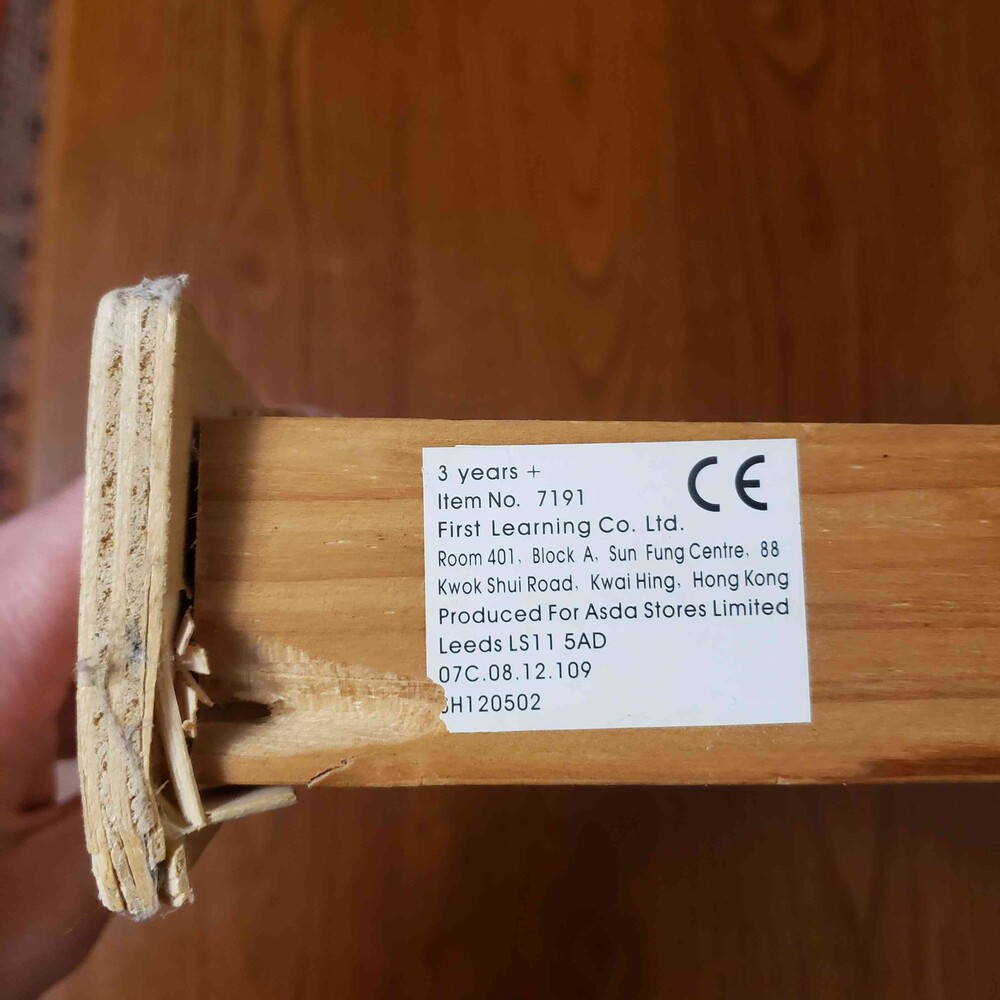 3 years +
CE
Item No. 7191
First Learning Co. Ltd.
Room 401, Block A, Sun Fung Centre, 88
Kwok Shui Road, Kwai Hing, Hong Kong
Produced For Asda Stores Limited
Leeds LS11 5AD
07C.08.12.109